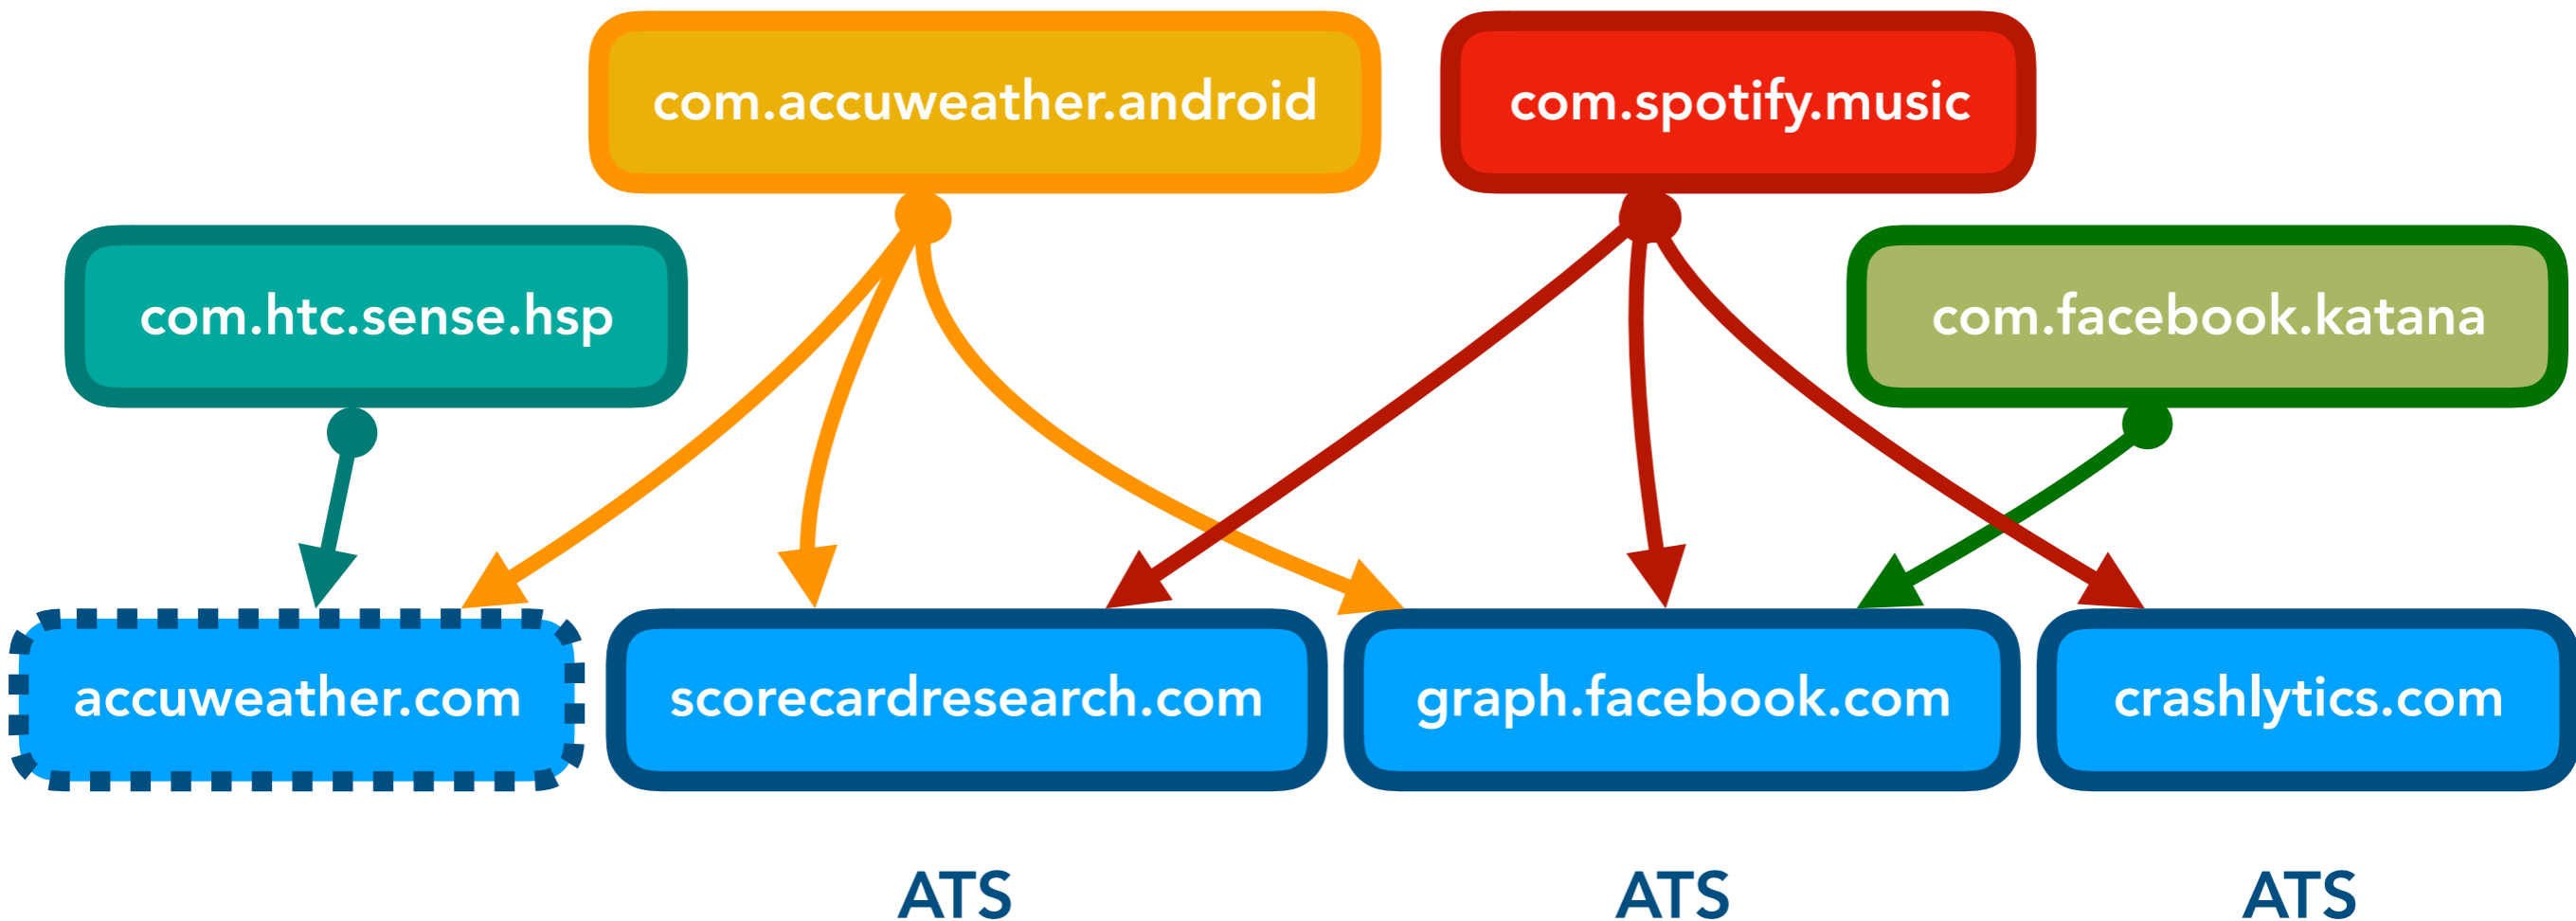 com.accuweather.android
com.spotify.music
com.htc.sense.hsp
com.facebook.katana
accuweather.com
scorecardresearch.com
graph.facebook.com
crashlytics.com
ATS
ATS
ATS